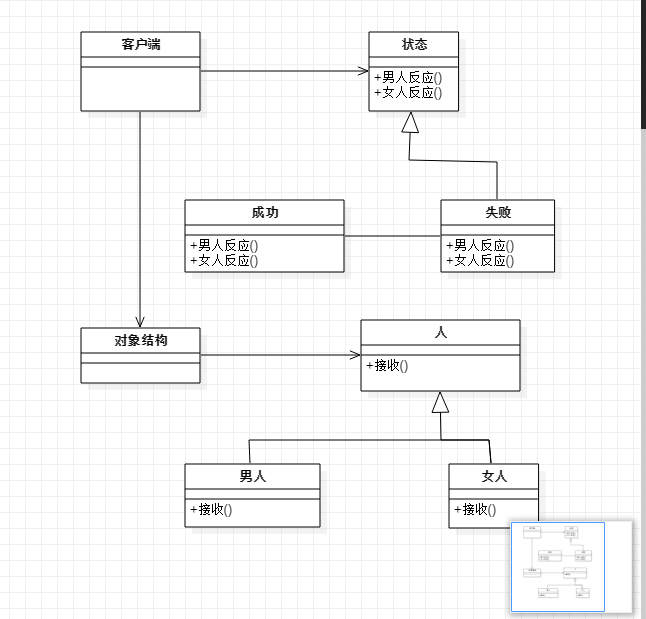 客户端
状态
+男人反应()
+女人反应()
成功
+男人反应()
+女人反应()
失败
+男人反应()
+女人反应()
对象结构
人
+接收()
男人
+接收()
女人
+接收()